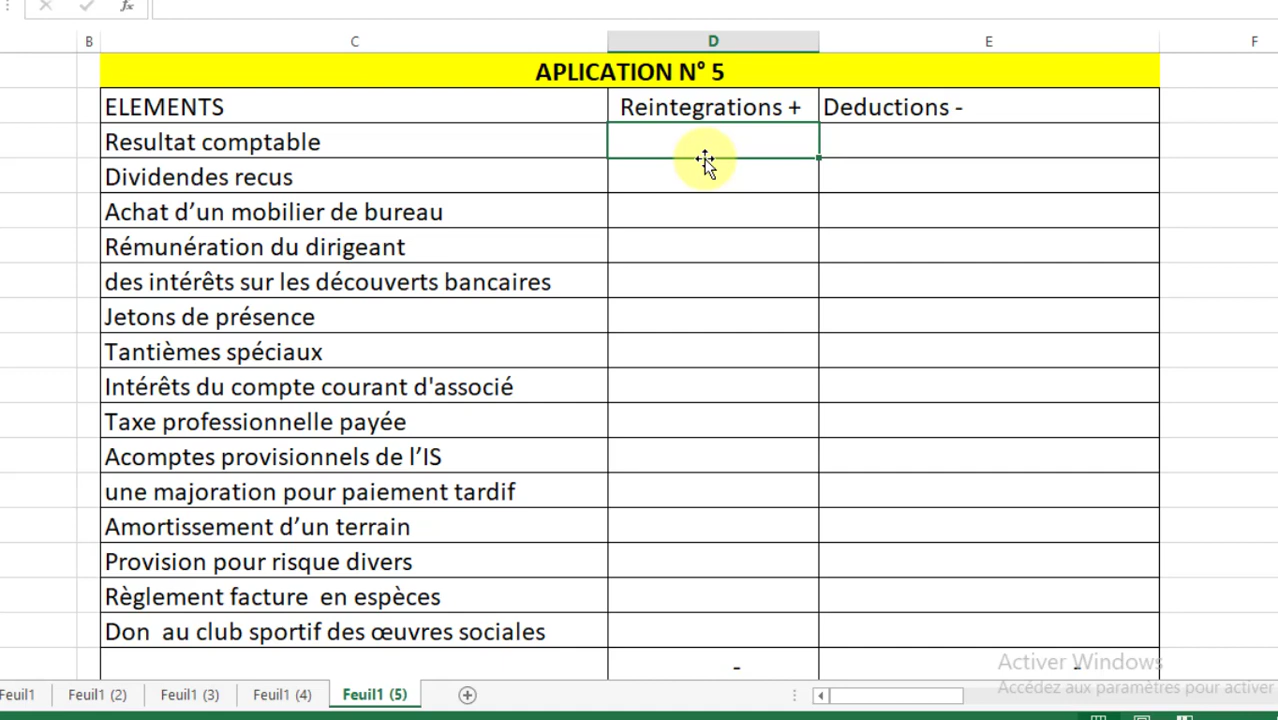 B C D E F
APLICATION N° 5
ELEMENTS Reintegrations + Deductions -
Resultat comptable
Dividendes recus
Achat d’un mobilier de bureau
Rémunération du dirigeant
des intérêts sur les découverts bancaires
Jetons de présence
Tantièmes spéciaux
Intérêts du compte courant d'associé
Taxe professionnelle payée
Acomptes provisionnels de l’IS
une majoration pour paiement tardif
Amortissement d’un terrain
Provision pour risque divers
Règlement facture en espèces
Don au club sportif des œuvres sociales
- -
Activer Windows
Accédez aux paramètres pour activer
Feuil1 Feuil1 (2) Feuil1 (3) Feuil1 (4) Feuil1 (5)